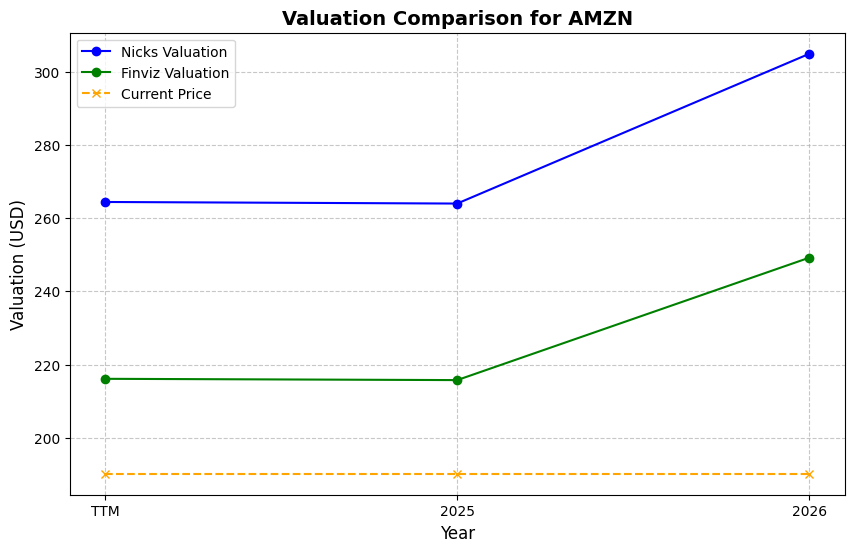 Valuation Comparison for AMZN
Nicks Valuation
Finviz Valuation
Current Price
Valuation (USD)
300
280
260
240
220
200
TTM
2025
2026
Year